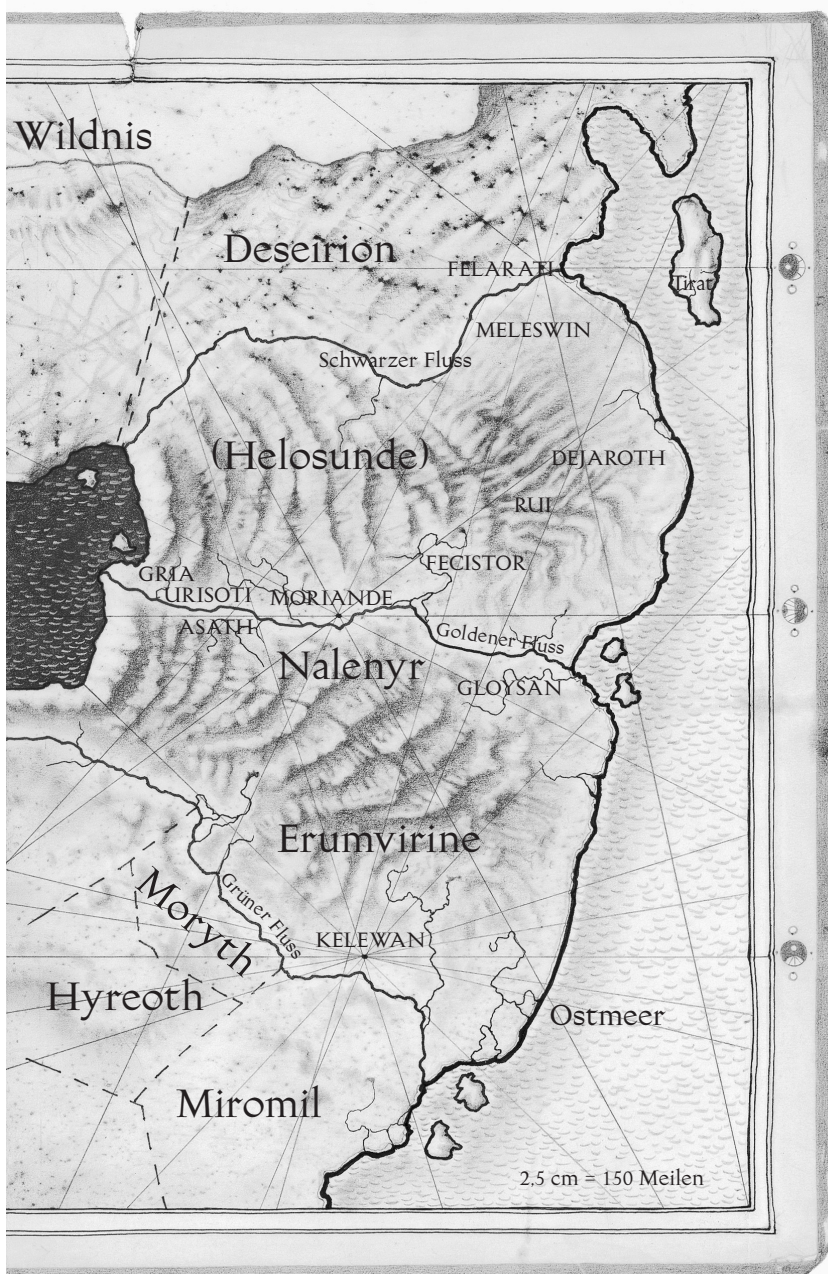 Wildnis
Deseirion
FELARATI
Tirat
MELESWIN
Schwarzer Fluss
(Helosunde)
DEJAROTH
RUI
FECISTOR
GRIA
URISOTI
MORIANDE
ASATH
Goldener Fluss
Nalenyr
GLOYSAN
Erumvirine
Moryth
Grüner Fluss
KELEWAN
Hyreoth
Ostmeer
Miromil
2,5 cm = 150 Meilen